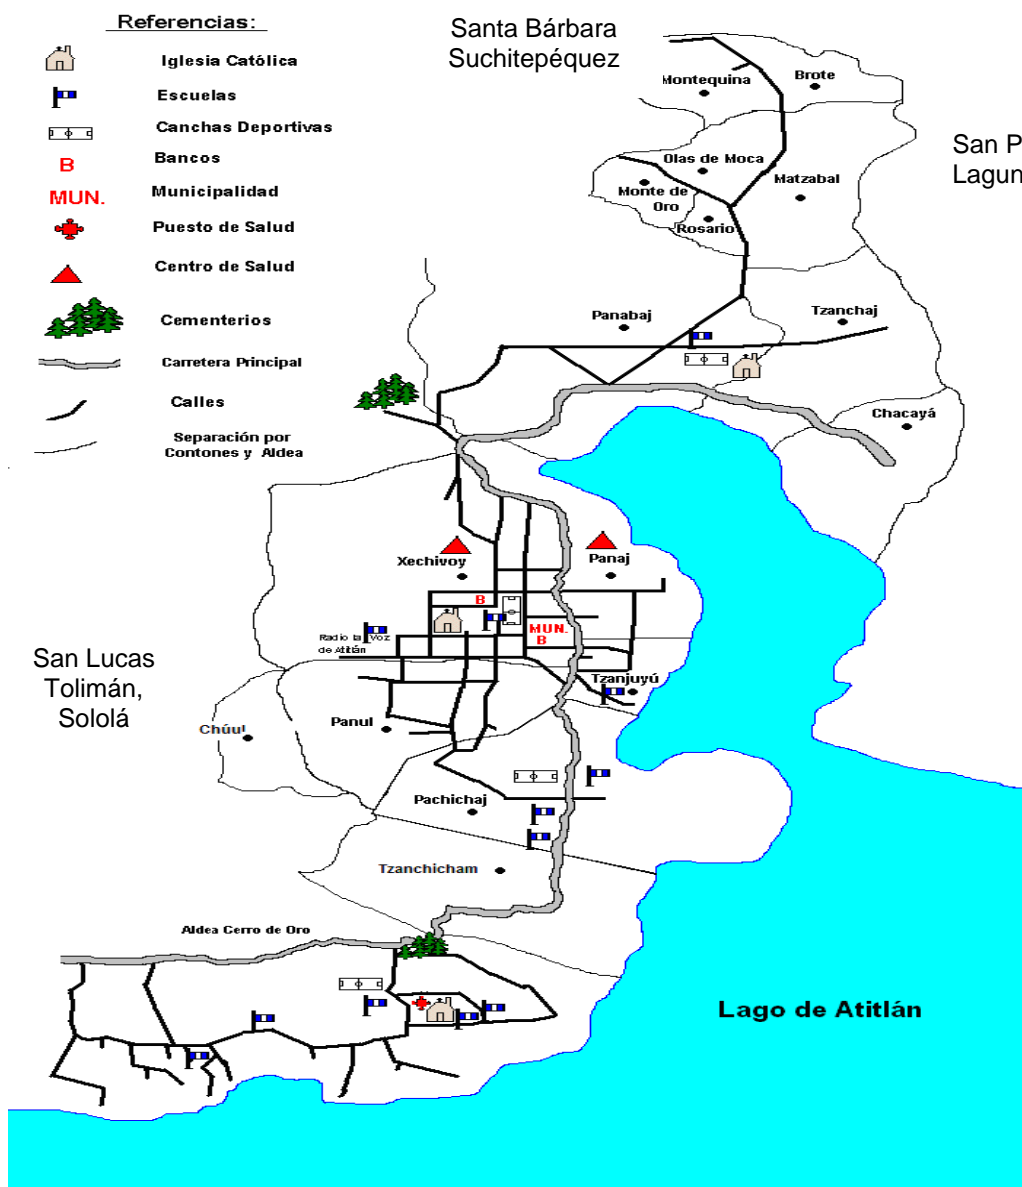 Referencias:
Iglesia Católica
Escuelas
Canchas Deportivas
B
Bancos
MUN.
Municipalidad
Puesto de Salud
Centro de Salud
Cementerios
Carretera Principal
Calles
Separación por
Contones y Aldea
Santa Bárbara
Suchitepéquez
San P
Lagun
Montequina
Brote
Olas de Moca
Matzabal
Monte de
Oro
Rosario
Panabaj
Tzanchaj
Chacayá
Xechivoy
Panaj
B
MUN.
B
Radio la Voz
de Atitlán
Tzanjuyú
San Lucas
Tolimán,
Sololá
Chúul
Panul
Pachichaj
Tzanchicham
Aldea Cerro de Oro
Lago de Atitlán